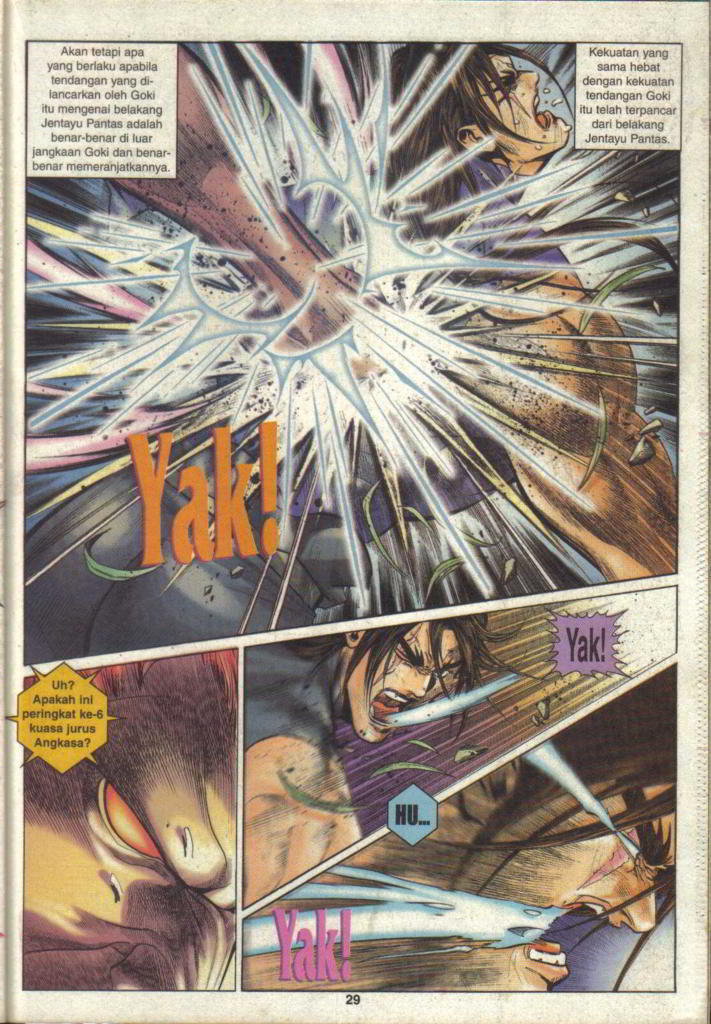 Akan tetapi apa
yang berlaku apabila
tendangan yang di-
lancarkan oleh Goki
itu mengenai belakang
Jentayu Pantas adalah
benar-benar di luar
jangkaan Goki dan benar-
benar memeranjatkannya.
Kekuatan yang
sama hebat
dengan kekuatan
tendangan Goki
itu telah terpancar
dari belakang
Jentayu Pantas.
Yak!
Uh?
Apakah ini
peringkat ke-6
kuasa jurus
Angkasa?
Yak!
HU...
Yak!
29